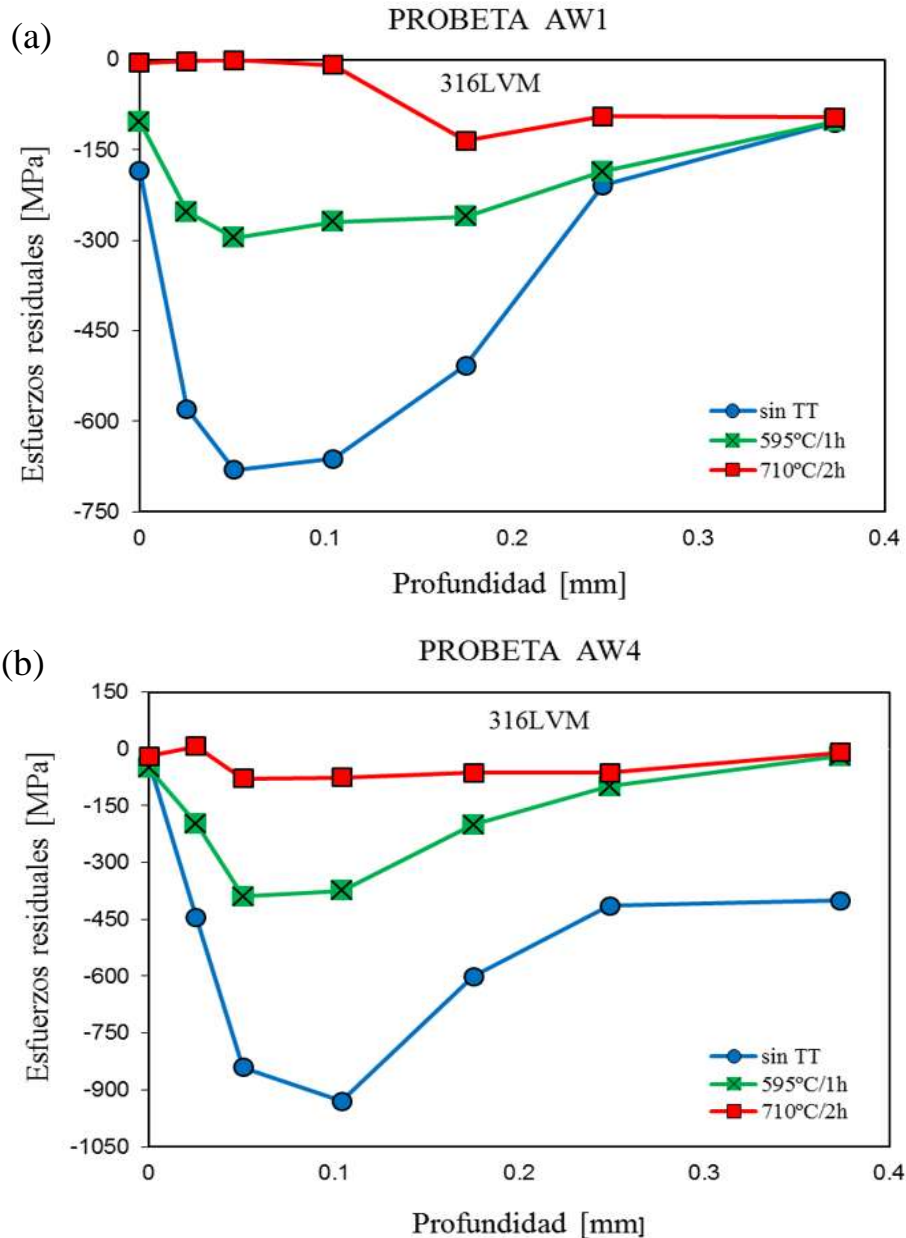 (a)
PROBETA AW1
316LVM
0
-150
-300
-450
-600
-750
Esfuerzos residuales [MPa]
sin TT
595ºC/1h
710ºC/2h
0 0.1 0.2 0.3 0.4
Profundidad [mm]
(b)
PROBETA AW4
316LVM
150
0
-150
-300
-450
-600
-750
-900
-1050
Esfuerzos residuales [MPa]
sin TT
595ºC/1h
710ºC/2h
0 0.1 0.2 0.3 0.4
Profundidad [mm]